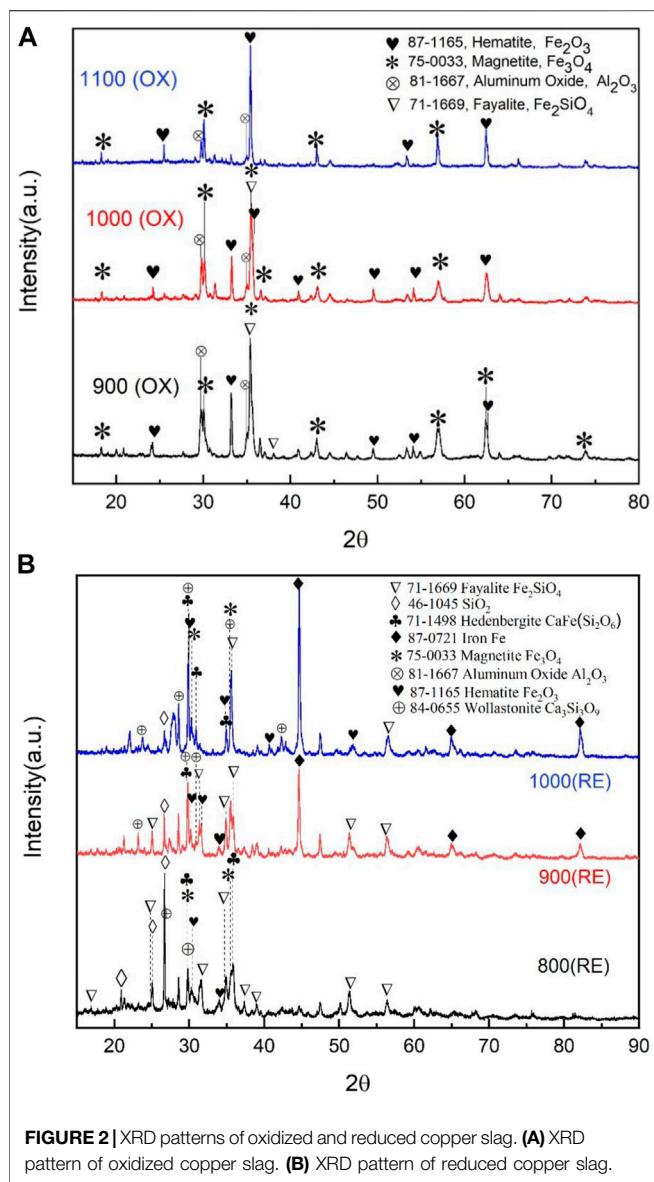 A
♥ 87-1165, Hematite, Fe₂O₃
* 75-0033, Magnetite, Fe₃O₄
⊗ 81-1667, Aluminum Oxide, Al₂O₃
▽ 71-1669, Fayalite, Fe₂SiO₄
1100 (OX)
1000 (OX)
900 (OX)
Intensity(a.u.)
20 30 40 50 60 70 80
2θ
B
▽ 71-1669 Fayalite Fe₂SiO₄
◊ 46-1045 SiO₂
♣ 71-1498 Hedenbergite CaFe(Si₂O₆)
♦ 87-0721 Iron Fe
* 75-0033 Magnetite Fe₃O₄
⊗ 81-1667 Aluminum Oxide Al₂O₃
♥ 87-1165 Hematite Fe₂O₃
⊕ 84-0655 Wollastonite Ca₃Si₃O₉
1000(RE)
900(RE)
800(RE)
Intensity(a.u.)
20 30 40 50 60 70 80 90
2θ
FIGURE 2 | XRD patterns of oxidized and reduced copper slag. (A) XRD
pattern of oxidized copper slag. (B) XRD pattern of reduced copper slag.